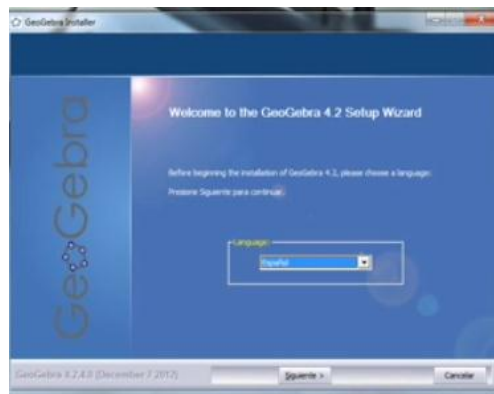 GeoGebra Installer
GeoGebra
Welcome to the GeoGebra 4.2 Setup Wizard
Before beginning the installation of GeoGebra 4.2, please choose a language:
Presione Siguiente para continuar.
Language:
Español
GeoGebra 4.2.4.0 (December 7 2012)
Siguiente >
Cancelar